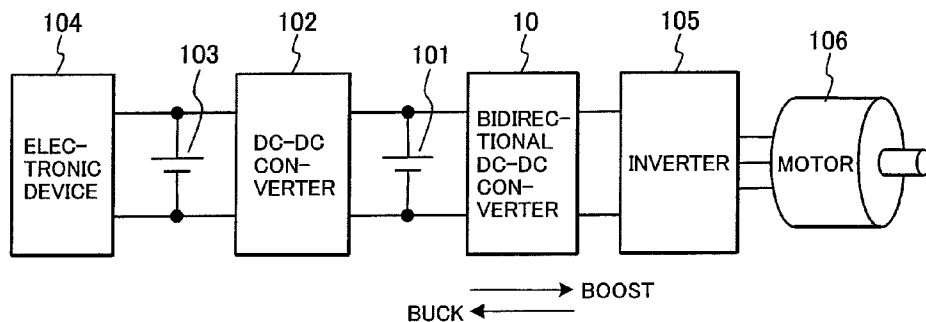 104
103
102
101
10
105
106
ELEC-
TRONIC
DEVICE
DC-DC
CON-
VERTER
BIDIREC-
TIONAL
DC-DC
CON-
VERTER
INVERTER
MOTOR
BOOST
BUCK